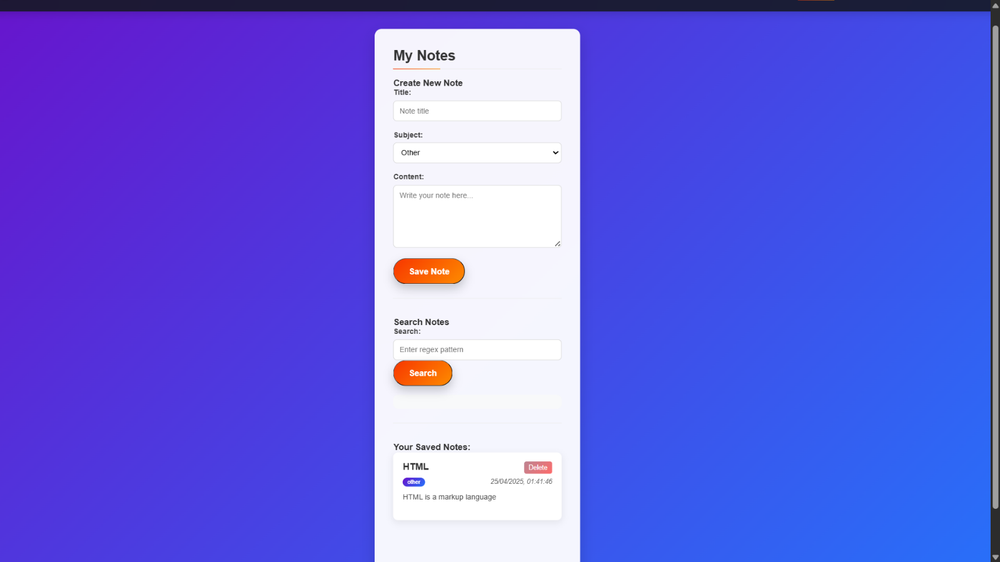 My Notes
Create New Note
Title:
Note title
Subject:
Other
Content:
Write your note here...
Save Note
Search Notes
Search:
Enter regex pattern
Search
Your Saved Notes:
HTML
Delete
other
25/04/2025, 01:41:46
HTML is a markup language